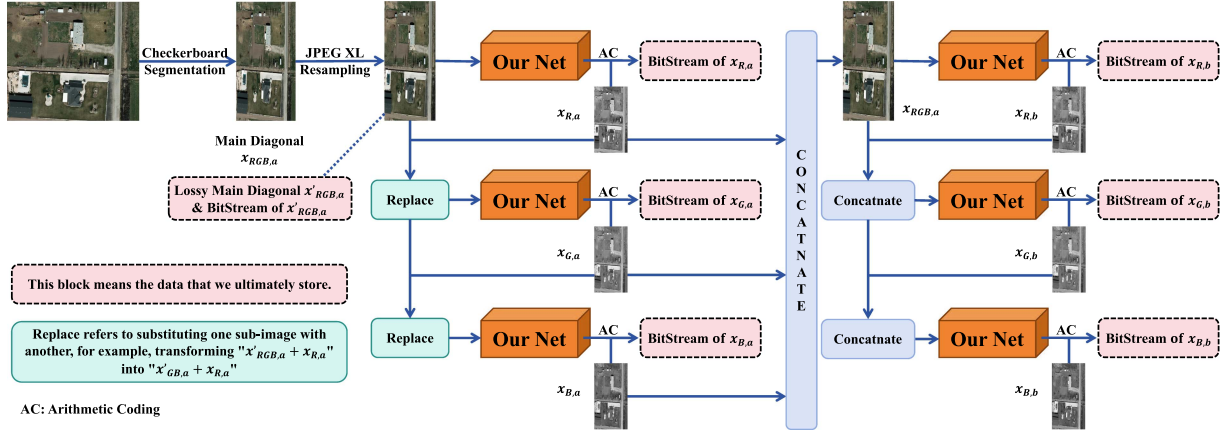 Checkerboard
Segmentation
JPEG XL
Resampling
Our Net
AC
BitStream of x_{R,a}
x_{R,a}
Main Diagonal
x_{RGB,a}
Lossy Main Diagonal x'_{RGB,a}
& BitStream of x'_{RGB,a}
Replace
Our Net
AC
BitStream of x_{G,a}
x_{G,a}
Replace
Our Net
AC
BitStream of x_{B,a}
x_{B,a}
This block means the data that we ultimately store.
Replace refers to substituting one sub-image with
another, for example, transforming "x'_{RGB,a} + x_{R,a}"
into "x'_{GB,a} + x_{R,a}"
AC: Arithmetic Coding
CONCATNATE
x_{RGB,a}
Our Net
AC
BitStream of x_{R,b}
x_{R,b}
Concatnate
Our Net
AC
BitStream of x_{G,b}
x_{G,b}
Concatnate
Our Net
AC
BitStream of x_{B,b}
x_{B,b}